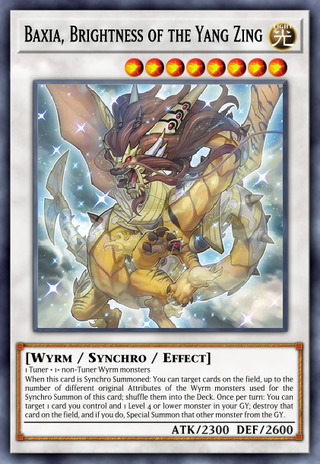 Baxia, Brightness of the Yang Zing
LIGHT
光
[Wyrm / Synchro / Effect]
1 Tuner + 1+ non-Tuner Wyrm monsters
When this card is Synchro Summoned: You can target cards on the field, up to the
number of different original Attributes of the Wyrm monsters used for the
Synchro Summon of this card; shuffle them into the Deck. Once per turn: You can
target 1 card you control and 1 Level 4 or lower monster in your GY; destroy that
card on the field, and if you do, Special Summon that other monster from the GY.
ATK/2300 DEF/2600